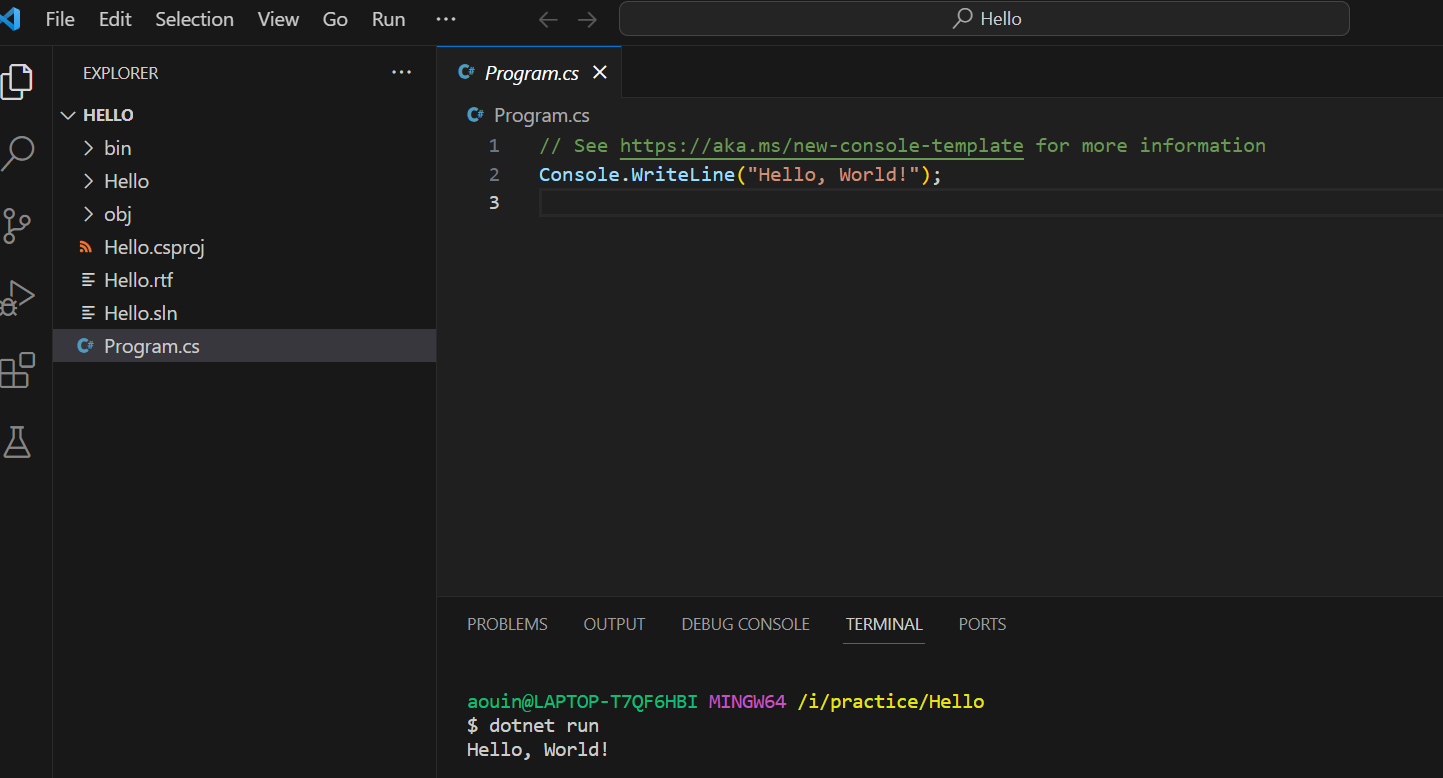 File Edit Selection View Go Run ···
Hello
EXPLORER ···
HELLO
bin
Hello
obj
Hello.csproj
Hello.rtf
Hello.sln
C# Program.cs
C# Program.cs
C# Program.cs
1 // See https://aka.ms/new-console-template for more information
2 Console.WriteLine("Hello, World!");
3
PROBLEMS OUTPUT DEBUG CONSOLE TERMINAL PORTS
aouin@LAPTOP-T7QF6HBI MINGW64 /i/practice/Hello
$ dotnet run
Hello, World!